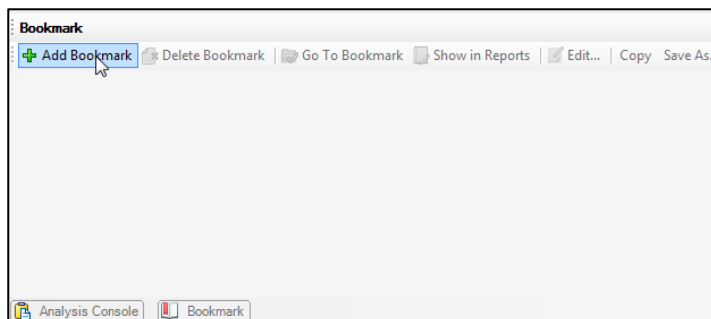 Bookmark
Add Bookmark Delete Bookmark Go To Bookmark Show in Reports Edit... Copy Save As.
Analysis Console Bookmark